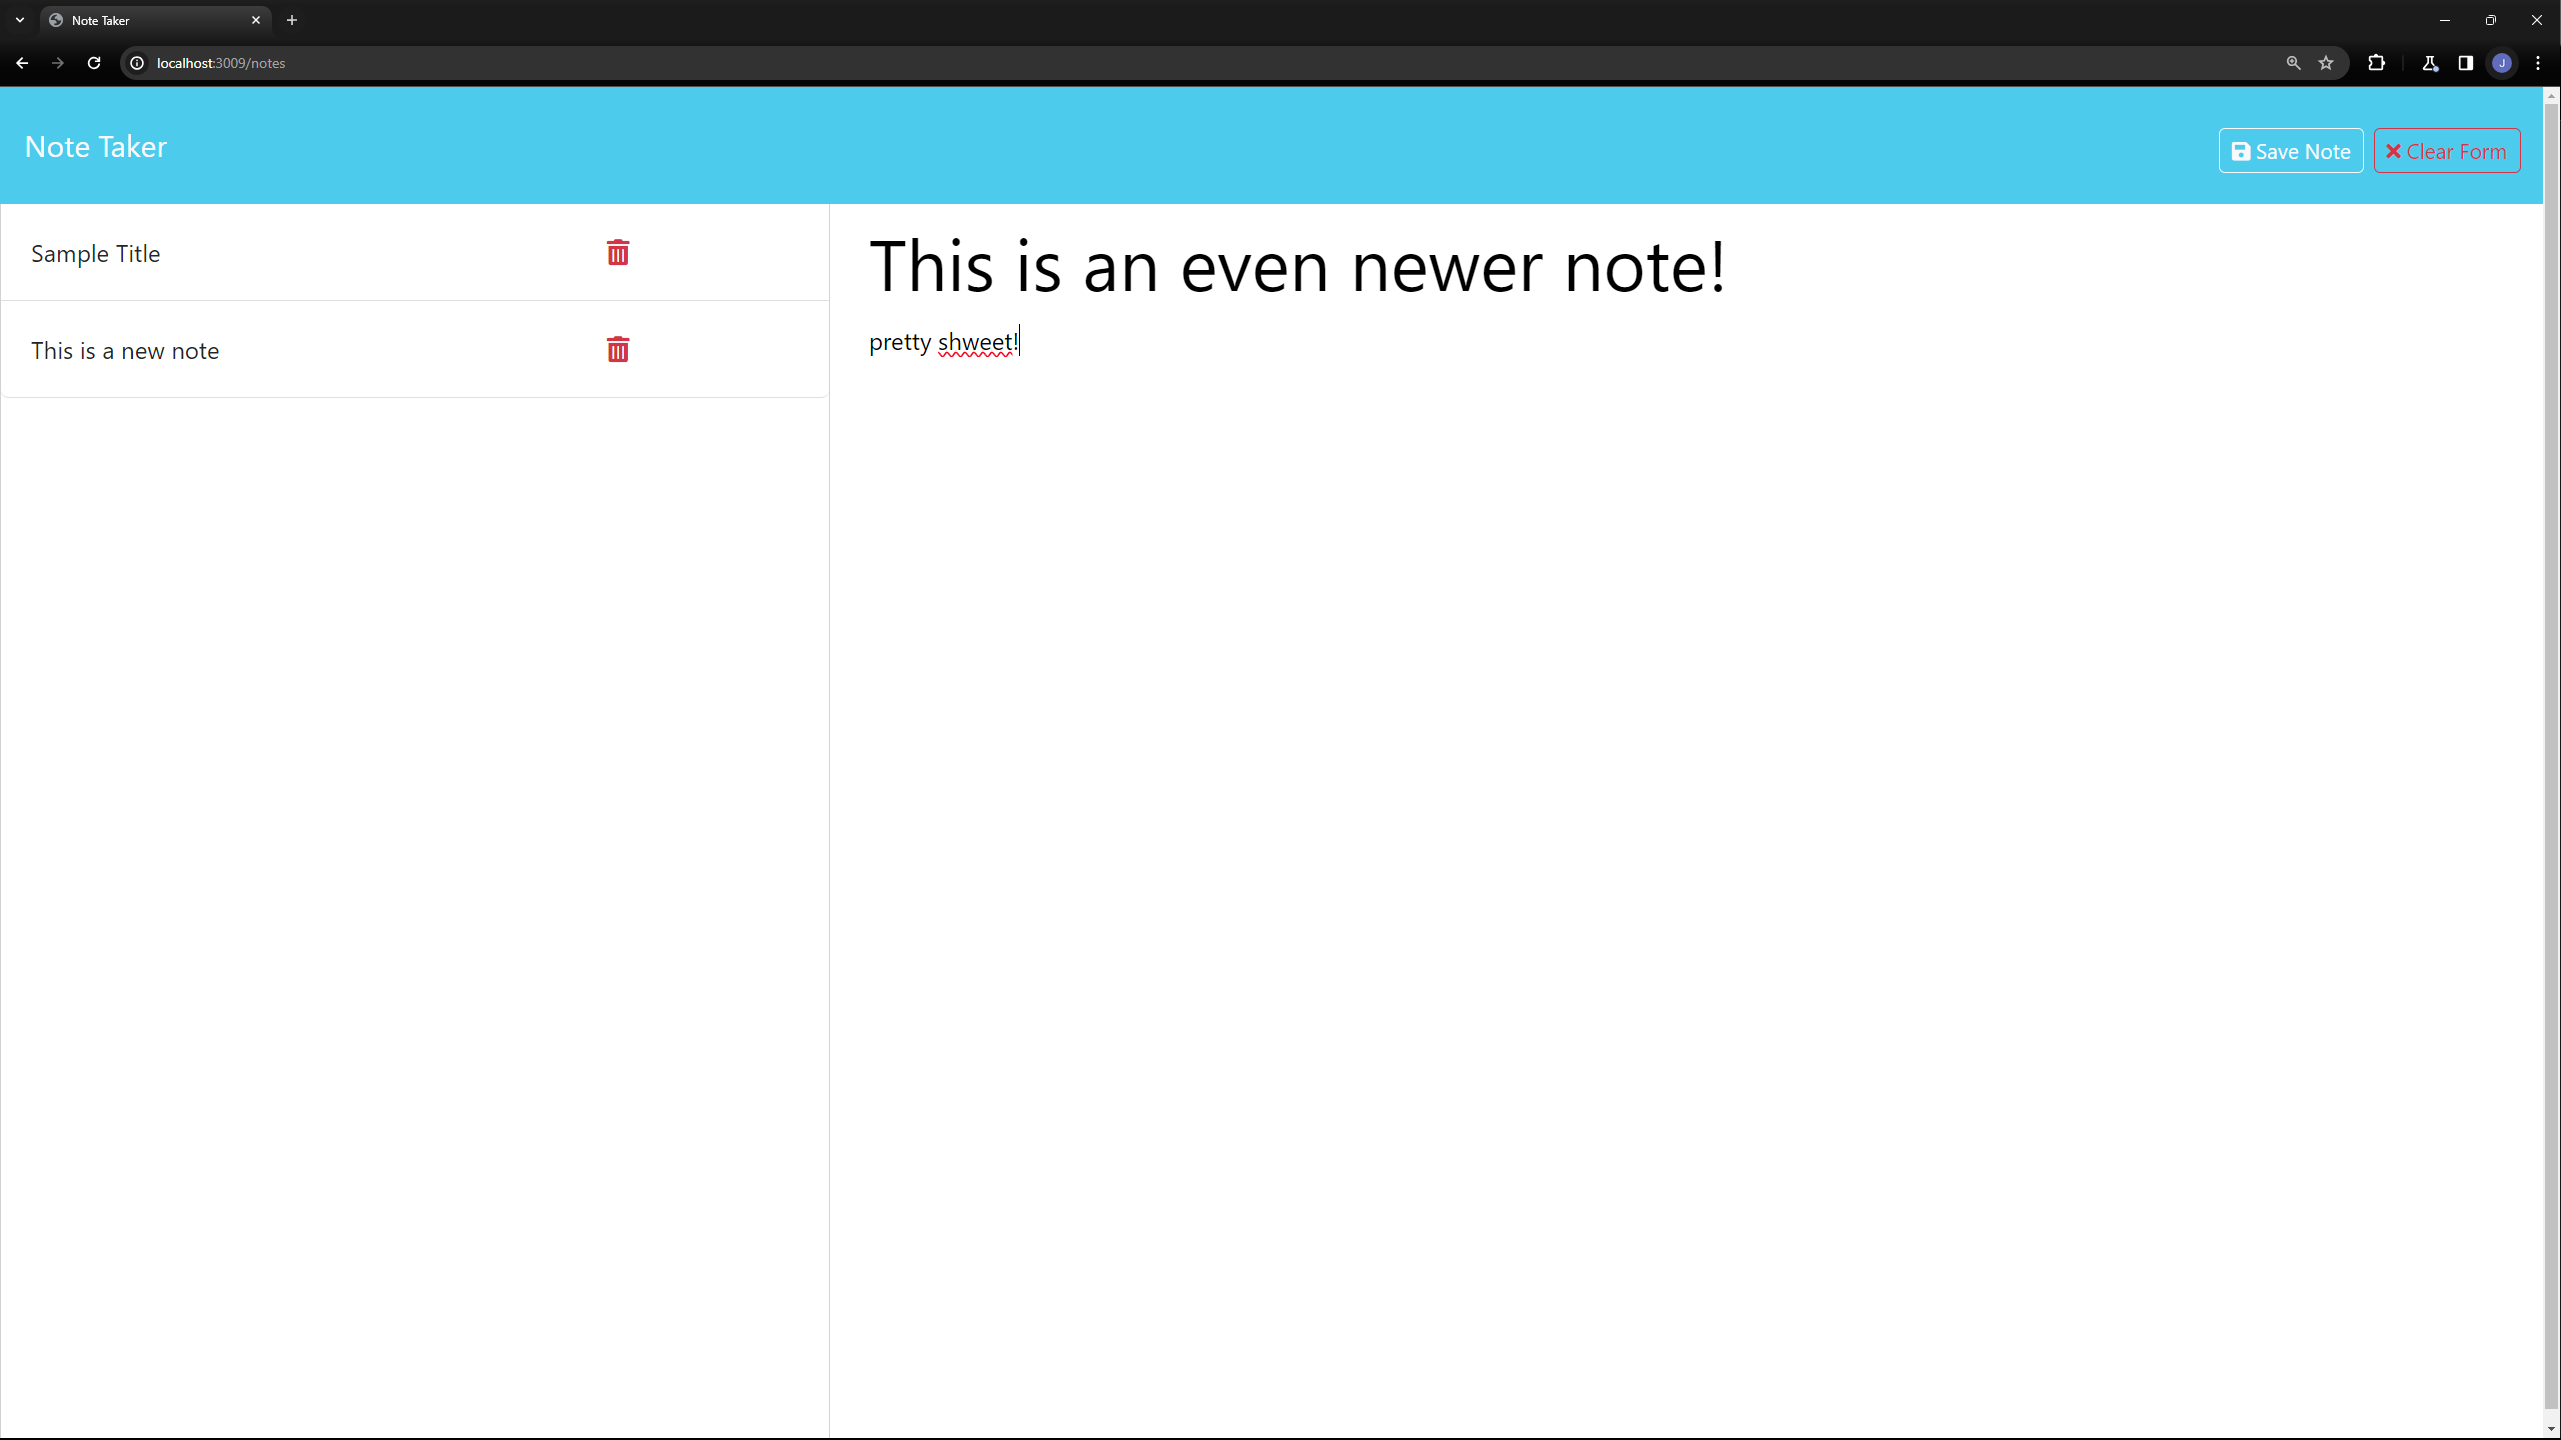 Note Taker
localhost:3009/notes
J
Note Taker
Save Note
Clear Form
Sample Title
This is a new note
This is an even newer note!
pretty shweet!